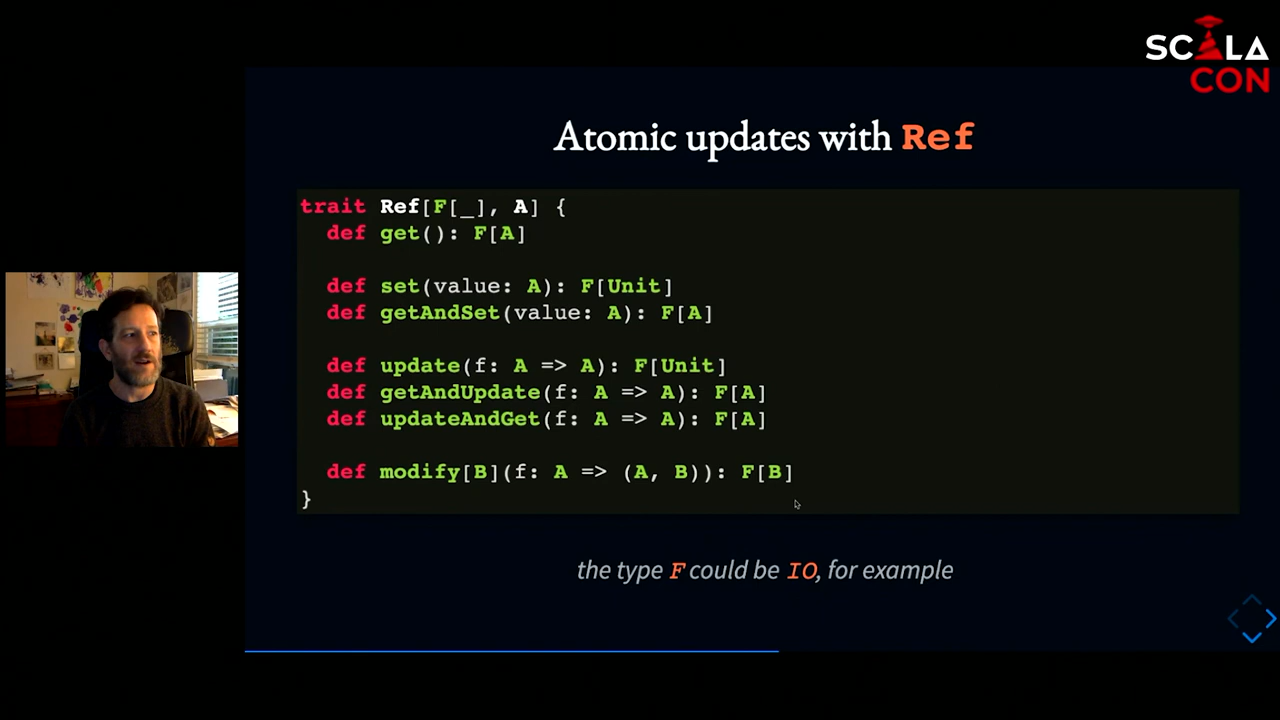 SCALA
CON
Atomic updates with Ref
trait Ref[F[_], A] {
  def get(): F[A]
  def set(value: A): F[Unit]
  def getAndSet(value: A): F[A]
  def update(f: A => A): F[Unit]
  def getAndUpdate(f: A => A): F[A]
  def updateAndGet(f: A => A): F[A]
  def modify[B](f: A => (A, B)): F[B]
}
the type F could be IO, for example